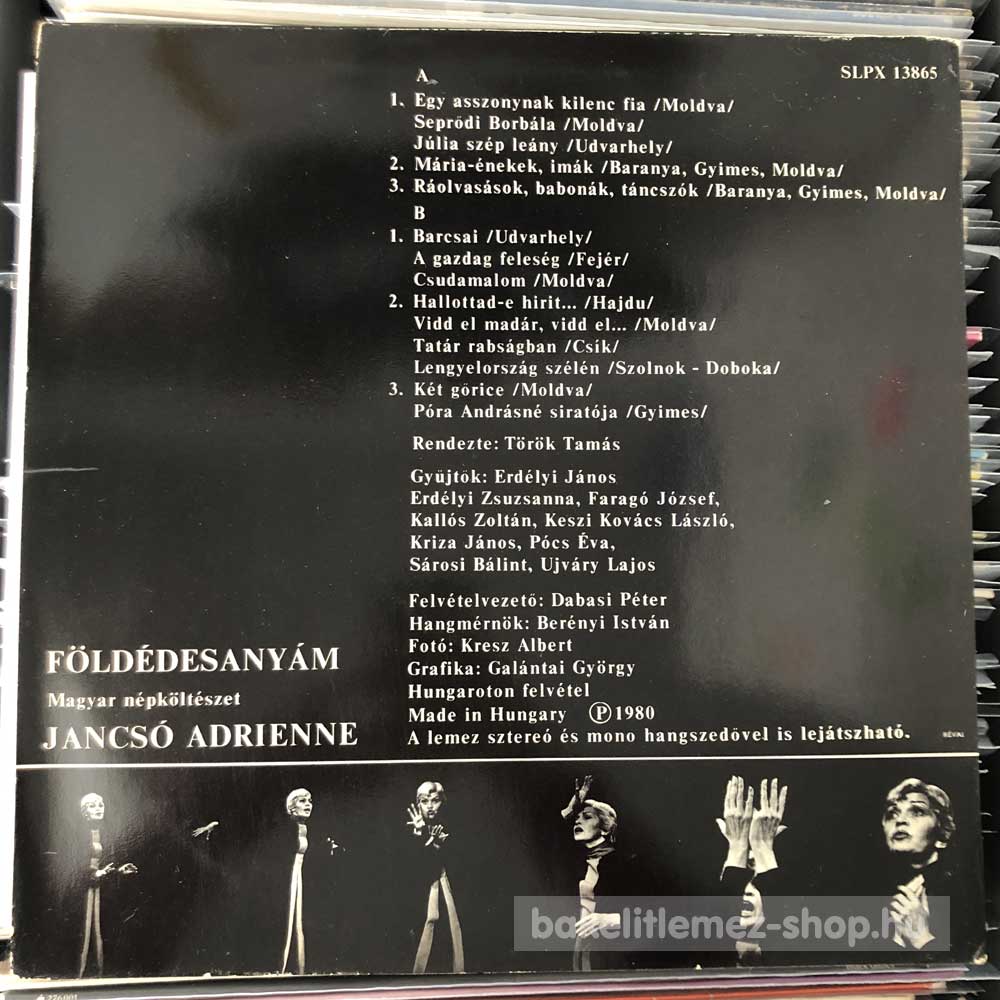 SLPX 13865
A
1. Egy asszonynak kilenc fia /Moldva/
Seprődi Borbála /Moldva/
Júlia szép leány /Udvarhely/
2. Mária-énekek, imák /Baranya, Gyimes, Moldva/
3. Ráolvasások, babonák, táncszók /Baranya, Gyimes, Moldva/
B
1. Barcsai /Udvarhely/
A gazdag feleség /Fejér/
Csudamalom /Moldva/
2. Hallottad-e hirit... /Hajdu/
Vidd el madár, vidd el... /Moldva/
Tatár rabságban /Csík/
Lengyelország szélén /Szolnok - Doboka/
3. Két görice /Moldva/
Póra Andrásné siratója /Gyimes/
Rendezte: Török Tamás
Gyüjtök: Erdélyi János
Erdélyi Zsuzsanna, Faragó József,
Kallós Zoltán, Keszi Kovács László,
Kriza János, Pócs Éva,
Sárosi Bálint, Ujváry Lajos
Felvételvezetö: Dabasi Péter
Hangmérnök: Berényi István
Fotó: Kresz Albert
Grafika: Galántai György
Hungaroton felvétel
Made in Hungary Ⓟ 1980
A lemez sztereó és mono hangszedövel is lejátszható.
RÉVAI
FÖLDÉDESANYÁM
Magyar népköltészet
JANCSÓ ADRIENNE
bakelitlemez-shop.hu